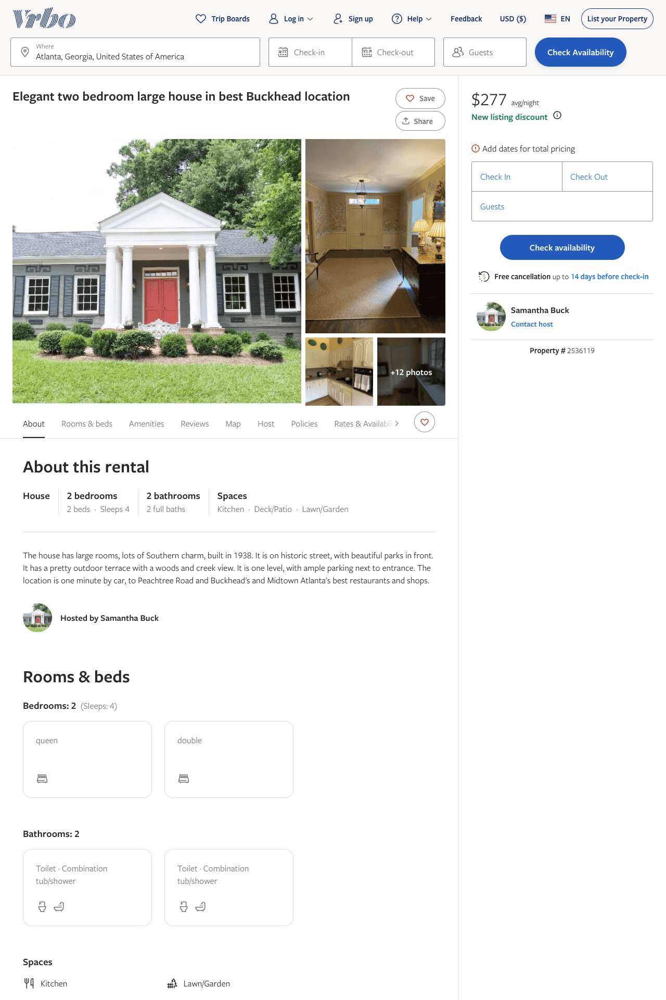 Vrbo
Trip Boards
Log in
Sign up
Help
Feedback
USD ($)
EN
List your Property
Where
Atlanta, Georgia, United States of America
Check-in
Check-out
Guests
Check Availability
Elegant two bedroom large house in best Buckhead location
Save
Share
+12 photos
$277 avg/night
New listing discount
Add dates for total pricing
Check In
Check Out
Guests
Check availability
Free cancellation up to 14 days before check-in
Samantha Buck
Contact host
Property # 2536119
About
Rooms & beds
Amenities
Reviews
Map
Host
Policies
Rates & Availabili
About this rental
House
2 bedrooms
2 beds · Sleeps 4
2 bathrooms
2 full baths
Spaces
Kitchen · Deck/Patio · Lawn/Garden
The house has large rooms, lots of Southern charm, built in 1938. It is on historic street, with beautiful parks in front.
It has a pretty outdoor terrace with a woods and creek view. It is one level, with ample parking next to entrance. The
location is one minute by car, to Peachtree Road and Buckhead's and Midtown Atlanta's best restaurants and shops.
Hosted by Samantha Buck
Rooms & beds
Bedrooms: 2 (Sleeps: 4)
queen
double
Bathrooms: 2
Toilet · Combination
tub/shower
Toilet · Combination
tub/shower
Spaces
Kitchen
Lawn/Garden